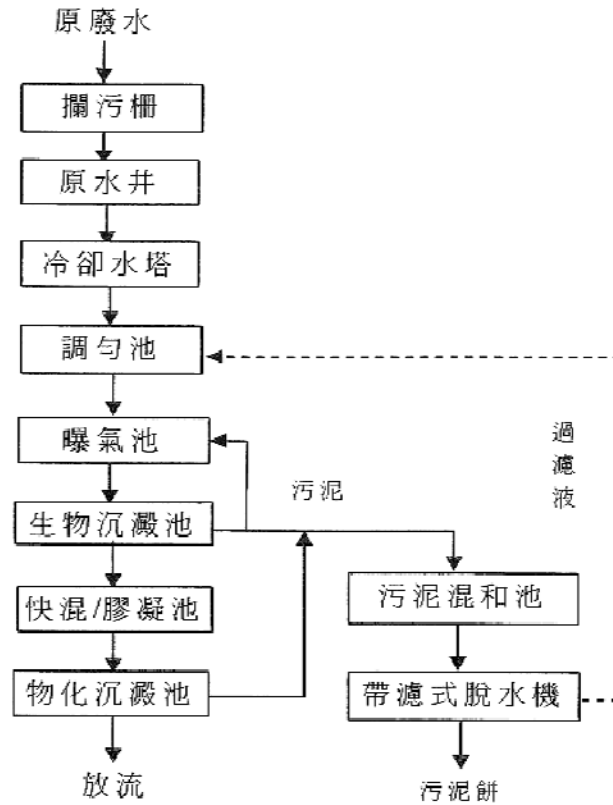 原廢水
攔污柵
原水井
冷卻水塔
調勻池
曝氣池
過濾液
污泥
生物沉澱池
快混/膠凝池
污泥混和池
物化沉澱池
帶濾式脫水機
放流
污泥餅